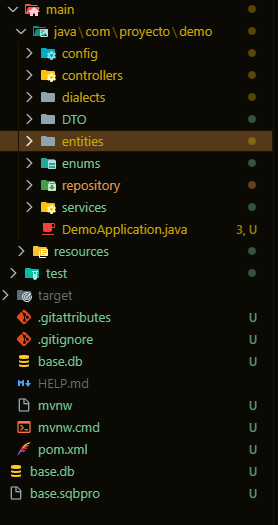 main
java\com\proyecto\demo
config
controllers
dialects
DTO
entities
enums
repository
services
DemoApplication.java 3, U
resources
test
target
.gitattributes U
.gitignore U
base.db U
HELP.md
mvnw U
mvnw.cmd U
pom.xml U
base.db U
base.sqbpro U